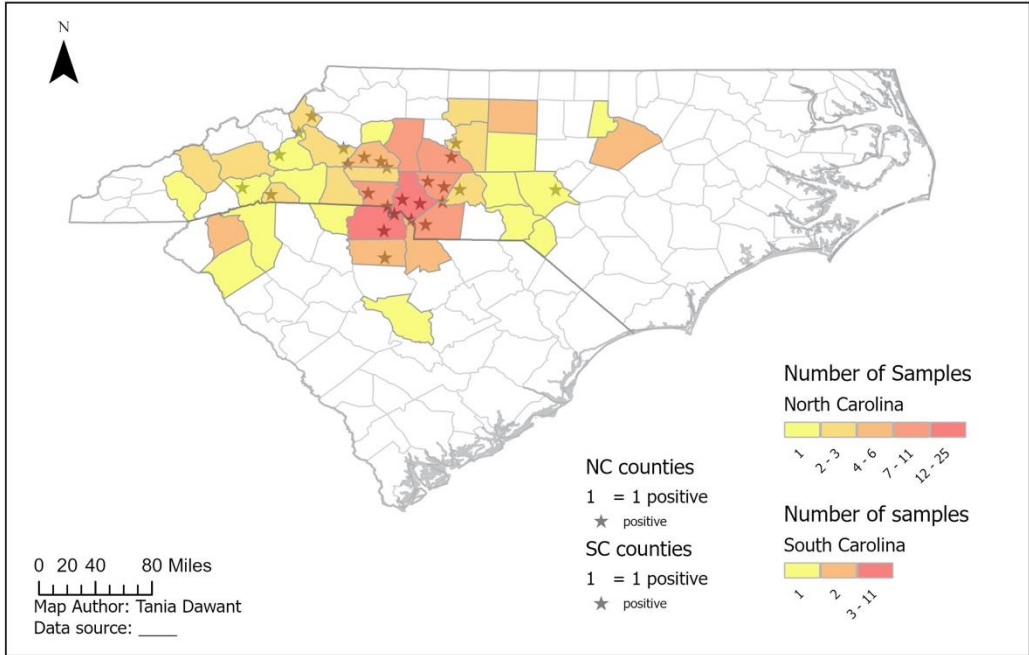 N
Number of Samples
North Carolina
1
2 - 3
4 - 6
7 - 11
12 - 25
NC counties
1 = 1 positive
positive
SC counties
1 = 1 positive
positive
Number of samples
South Carolina
1
2
3 - 11
0 20 40 80 Miles
Map Author: Tania Dawant
Data source: ____